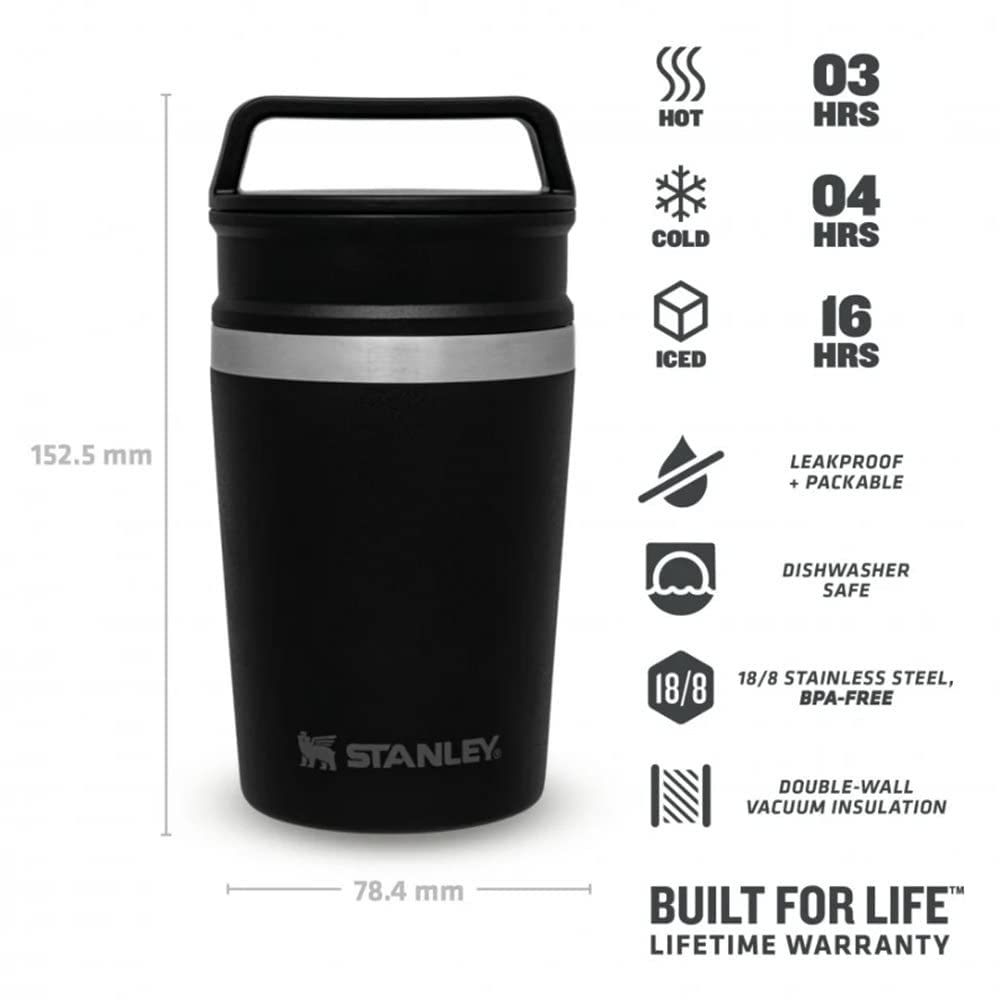 HOT
03
HRS
COLD
04
HRS
ICED
16
HRS
152.5 mm
LEAKPROOF
+ PACKABLE
DISHWASHER
SAFE
18/8
18/8 STAINLESS STEEL,
BPA-FREE
STANLEY®
DOUBLE-WALL
VACUUM INSULATION
78.4 mm
BUILT FOR LIFE™
LIFETIME WARRANTY